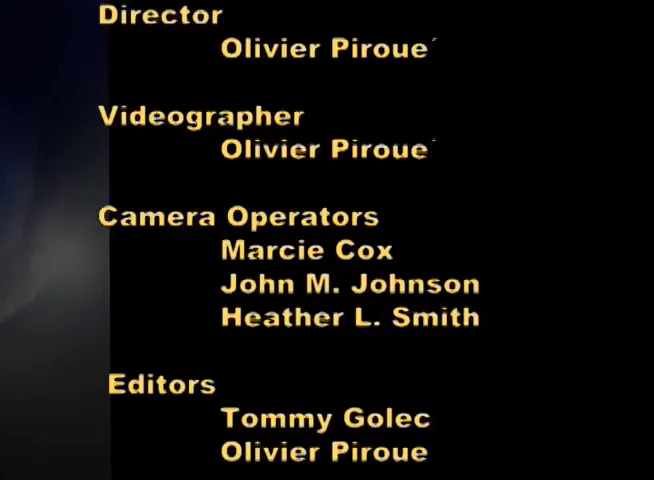 Director
Olivier Piroue´
Videographer
Olivier Piroue´
Camera Operators
Marcie Cox
John M. Johnson
Heather L. Smith
Editors
Tommy Golec
Olivier Piroue